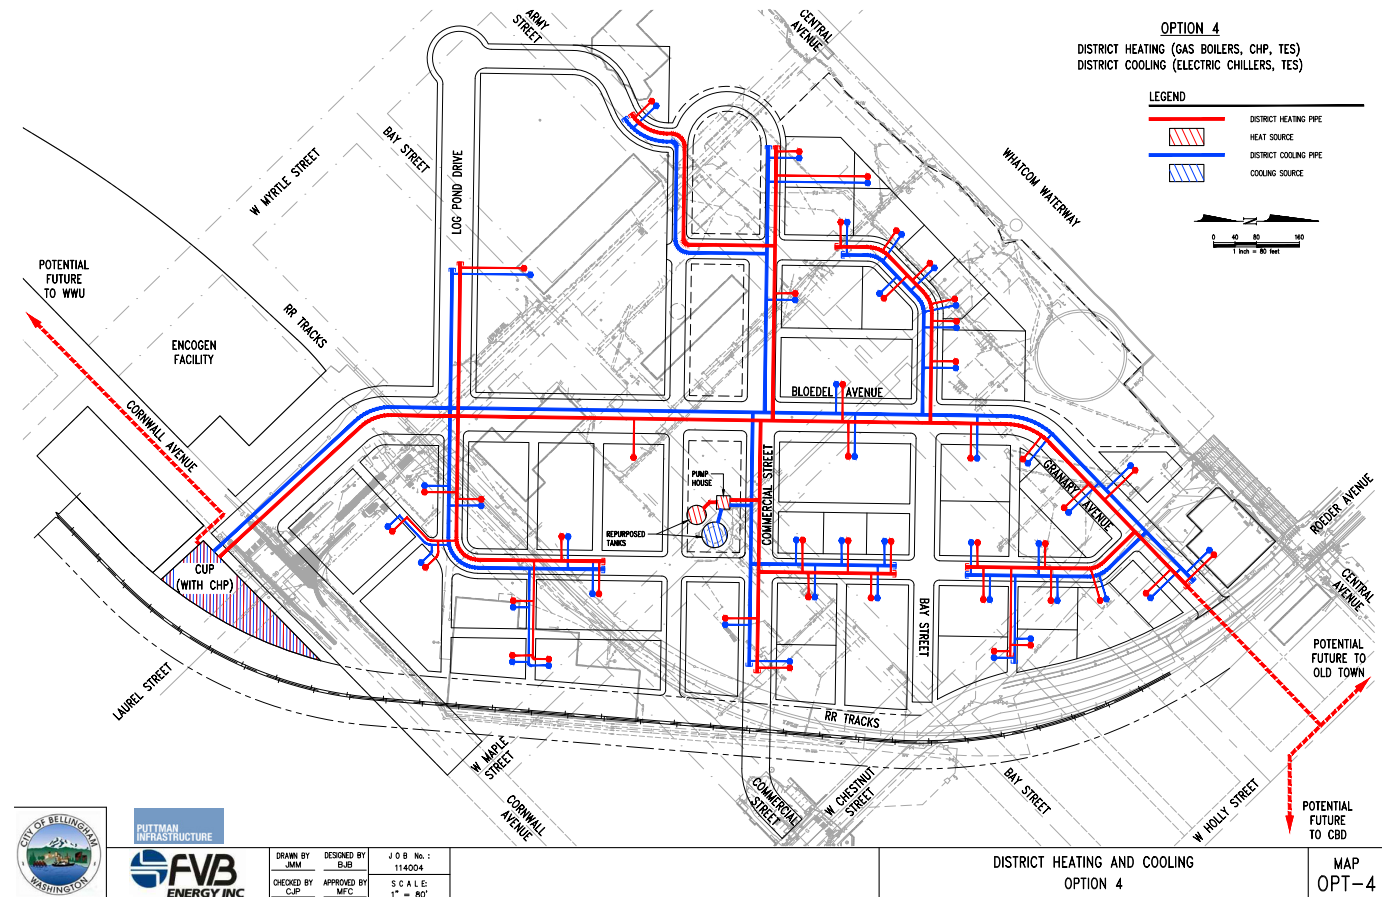 OPTION 4
DISTRICT HEATING (GAS BOILERS, CHP, TES)
DISTRICT COOLING (ELECTRIC CHILLERS, TES)
LEGEND
DISTRICT HEATING PIPE
HEAT SOURCE
DISTRICT COOLING PIPE
COOLING SOURCE
N
0 40 80 160
1 inch = 80 feet
ARMY
STREET
CENTRAL
AVENUE
WHATCOM WATERWAY
BAY STREET
W MYRTLE STREET
LOG POND DRIVE
POTENTIAL
FUTURE
TO WWU
RR TRACKS
ENCOGEN
FACILITY
CORNWALL AVENUE
BLOEDEL AVENUE
PUMP
HOUSE
REPURPOSED
TANKS
COMMERCIAL STREET
GRANARY AVENUE
ROEDER AVENUE
CENTRAL
AVENUE
CUP
(WITH CHP)
BAY STREET
POTENTIAL
FUTURE TO
OLD TOWN
LAUREL STREET
RR TRACKS
W MAPLE
STREET
CORNWALL
AVENUE
COMMERCIAL
STREET
W CHESTNUT
STREET
BAY STREET
W HOLLY STREET
POTENTIAL
FUTURE
TO CBD
CITY OF BELLINGHAM
WASHINGTON
PUTTMAN
INFRASTRUCTURE
FVB
ENERGY INC
DRAWN BY
JMM
DESIGNED BY
BJB
CHECKED BY
CJP
APPROVED BY
MFC
JOB No.:
114004
SCALE:
1" = 80'
DISTRICT HEATING AND COOLING
OPTION 4
MAP
OPT-4